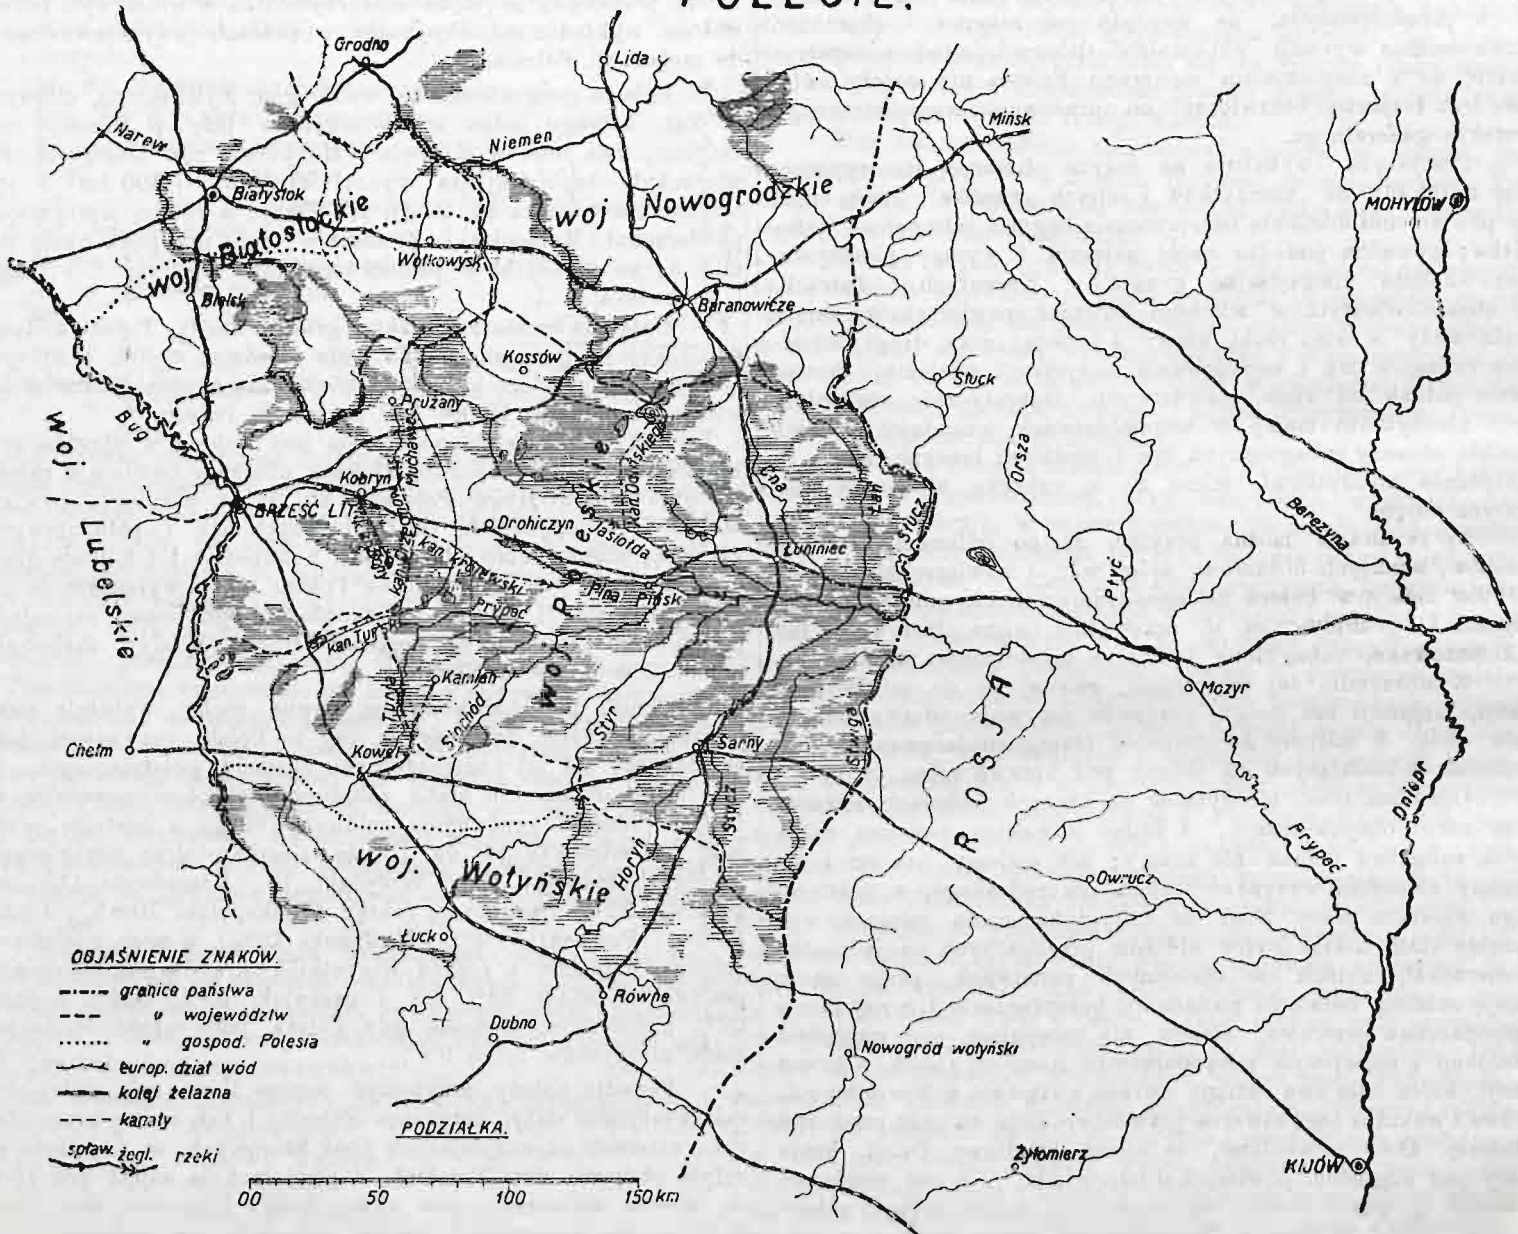 POLESIE.
Grodno
Lida
Narew
Niemen
Mińsk
Białystok
woj Nowogródzkie
MOHYLÓW
woj Białostockie
Wołkowysk
Bielsk
Baranowicze
Kossów
Słuck
Prużany
woj. Lubelskie
Bug
Muchawiec
kan. Ogińskiego
Cna
Łań
Słucz
Orsza
Berezyna
Kobryn
BRZEŚĆ LIT.
Drohiczyn
Jasiołda
Łuniniec
Ptyć
kan. Królewski
Pina
Pińsk
Prypeć
kan. Turski
woj. Poleskie
ROSJA
Mozyr
Kamień
Turja
Stochód
Styr
Stwiga
Chełm
Kowel
Sarny
Dniepr
Słucz
Prypeć
woj. Wołyńskie
Horyń
Owrucz
Łuck
Równe
Dubno
Nowogród wołyński
Żytomierz
KIJÓW
OBJAŚNIENIE ZNAKÓW.
granica państwa
" województw
" gospod. Polesia
europ. dział wód
kolej żelazna
kanały
spław. żegl. rzeki
PODZIAŁKA.
00 50 100 150 km